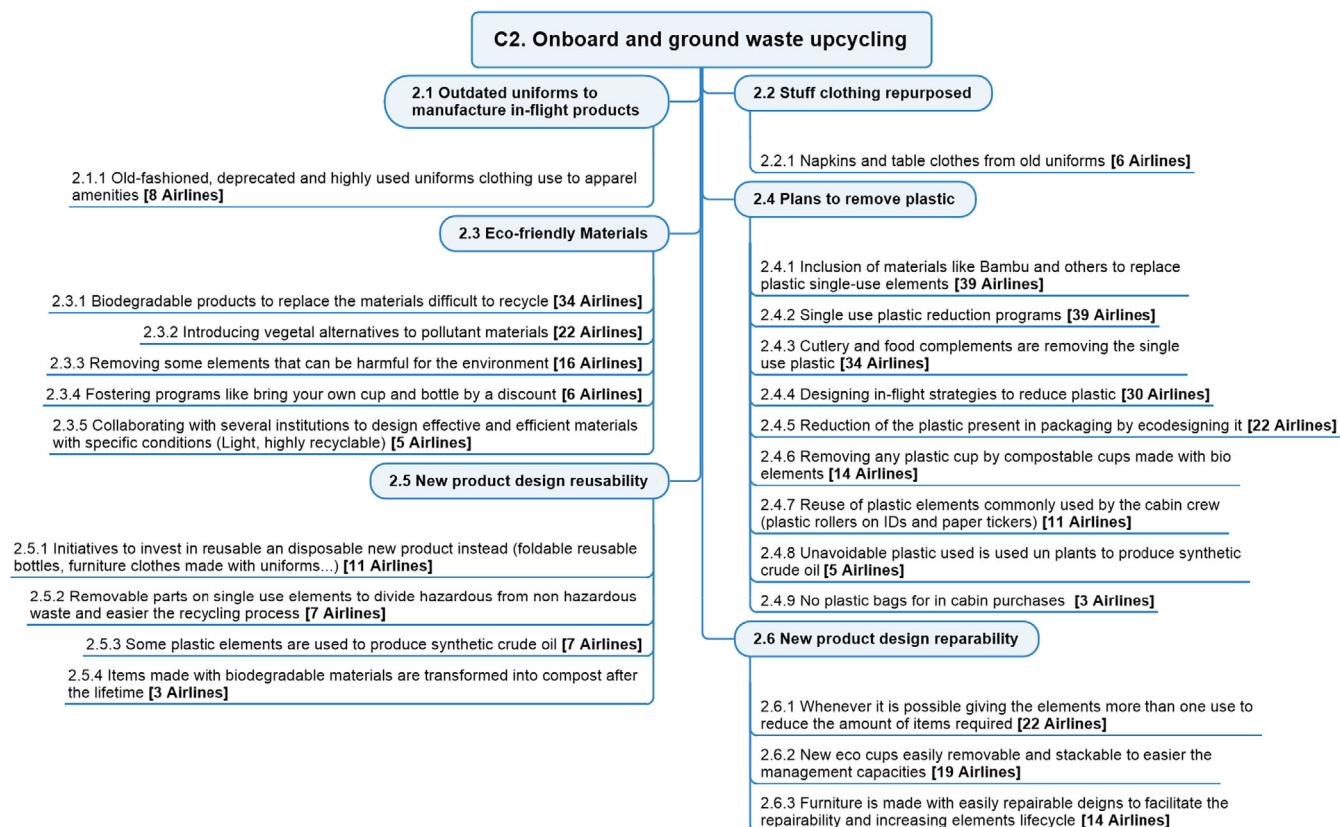 C2. Onboard and ground waste upcycling
2.1 Outdated uniforms to
manufacture in-flight products
2.1.1 Old-fashioned, deprecated and highly used uniforms clothing use to apparel
amenities [8 Airlines]
2.2 Stuff clothing repurposed
2.2.1 Napkins and table clothes from old uniforms [6 Airlines]
2.3 Eco-friendly Materials
2.3.1 Biodegradable products to replace the materials difficult to recycle [34 Airlines]
2.3.2 Introducing vegetal alternatives to pollutant materials [22 Airlines]
2.3.3 Removing some elements that can be harmful for the environment [16 Airlines]
2.3.4 Fostering programs like bring your own cup and bottle by a discount [6 Airlines]
2.3.5 Collaborating with several institutions to design effective and efficient materials
with specific conditions (Light, highly recyclable) [5 Airlines]
2.4 Plans to remove plastic
2.4.1 Inclusion of materials like Bambu and others to replace
plastic single-use elements [39 Airlines]
2.4.2 Single use plastic reduction programs [39 Airlines]
2.4.3 Cutlery and food complements are removing the single
use plastic [34 Airlines]
2.4.4 Designing in-flight strategies to reduce plastic [30 Airlines]
2.4.5 Reduction of the plastic present in packaging by ecodesigning it [22 Airlines]
2.4.6 Removing any plastic cup by compostable cups made with bio
elements [14 Airlines]
2.4.7 Reuse of plastic elements commonly used by the cabin crew
(plastic rollers on IDs and paper tickers) [11 Airlines]
2.4.8 Unavoidable plastic used is used un plants to produce synthetic
crude oil [5 Airlines]
2.4.9 No plastic bags for in cabin purchases [3 Airlines]
2.5 New product design reusability
2.5.1 Initiatives to invest in reusable an disposable new product instead (foldable reusable
bottles, furniture clothes made with uniforms...) [11 Airlines]
2.5.2 Removable parts on single use elements to divide hazardous from non hazardous
waste and easier the recycling process [7 Airlines]
2.5.3 Some plastic elements are used to produce synthetic crude oil [7 Airlines]
2.5.4 Items made with biodegradable materials are transformed into compost after
the lifetime [3 Airlines]
2.6 New product design reparability
2.6.1 Whenever it is possible giving the elements more than one use to
reduce the amount of items required [22 Airlines]
2.6.2 New eco cups easily removable and stackable to easier the
management capacities [19 Airlines]
2.6.3 Furniture is made with easily repairable deigns to facilitate the
repairability and increasing elements lifecycle [14 Airlines]